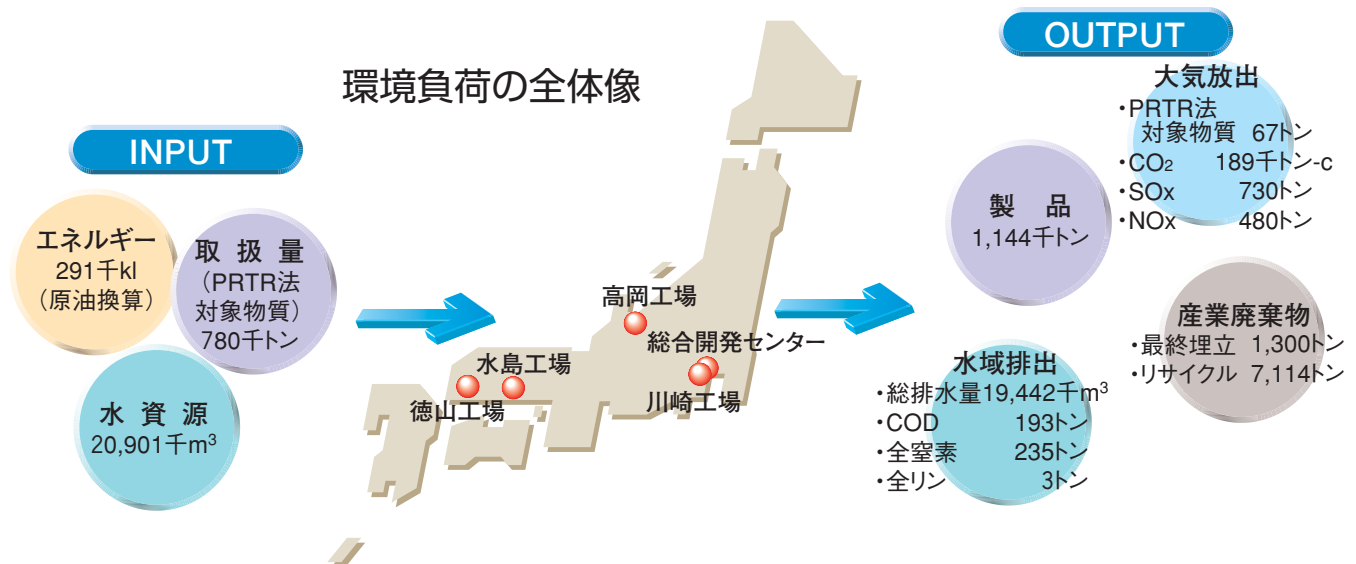 環境負荷の全体像
INPUT
エネルギー
291千kl
（原油換算）
取 扱 量
（PRTR法
対象物質）
780千トン
水 資 源
20,901千m³
高岡工場
総合開発センター
水島工場
徳山工場
川崎工場
OUTPUT
製 品
1,144千トン
大気放出
・PRTR法
対象物質 67トン
・CO₂ 189千トン-c
・SOx 730トン
・NOx 480トン
水域排出
・総排水量19,442千m³
・COD 193トン
・全窒素 235トン
・全リン 3トン
産業廃棄物
・最終埋立 1,300トン
・リサイクル 7,114トン